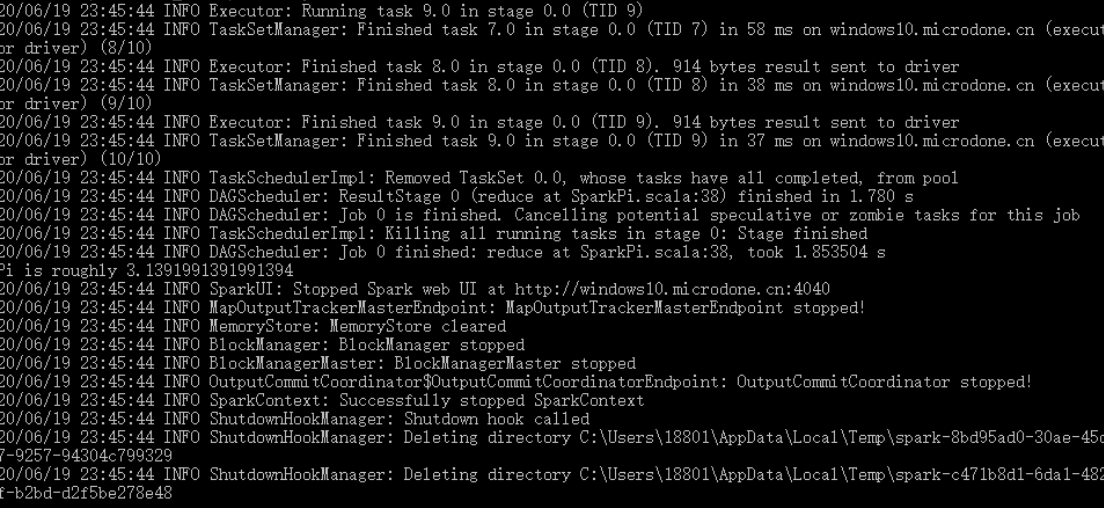 20/06/19 23:45:44 INFO Executor: Running task 9.0 in stage 0.0 (TID 9)
20/06/19 23:45:44 INFO TaskSetManager: Finished task 7.0 in stage 0.0 (TID 7) in 58 ms on windows10.microdone.cn (execut
or driver) (8/10)
20/06/19 23:45:44 INFO Executor: Finished task 8.0 in stage 0.0 (TID 8). 914 bytes result sent to driver
20/06/19 23:45:44 INFO TaskSetManager: Finished task 8.0 in stage 0.0 (TID 8) in 38 ms on windows10.microdone.cn (execut
or driver) (9/10)
20/06/19 23:45:44 INFO Executor: Finished task 9.0 in stage 0.0 (TID 9). 914 bytes result sent to driver
20/06/19 23:45:44 INFO TaskSetManager: Finished task 9.0 in stage 0.0 (TID 9) in 37 ms on windows10.microdone.cn (execut
or driver) (10/10)
20/06/19 23:45:44 INFO TaskSchedulerImpl: Removed TaskSet 0.0, whose tasks have all completed, from pool
20/06/19 23:45:44 INFO DAGScheduler: ResultStage 0 (reduce at SparkPi.scala:38) finished in 1.780 s
20/06/19 23:45:44 INFO DAGScheduler: Job 0 is finished. Cancelling potential speculative or zombie tasks for this job
20/06/19 23:45:44 INFO TaskSchedulerImpl: Killing all running tasks in stage 0: Stage finished
20/06/19 23:45:44 INFO DAGScheduler: Job 0 finished: reduce at SparkPi.scala:38, took 1.853504 s
Pi is roughly 3.1391991391991394
20/06/19 23:45:44 INFO SparkUI: Stopped Spark web UI at http://windows10.microdone.cn:4040
20/06/19 23:45:44 INFO MapOutputTrackerMasterEndpoint: MapOutputTrackerMasterEndpoint stopped!
20/06/19 23:45:44 INFO MemoryStore: MemoryStore cleared
20/06/19 23:45:44 INFO BlockManager: BlockManager stopped
20/06/19 23:45:44 INFO BlockManagerMaster: BlockManagerMaster stopped
20/06/19 23:45:44 INFO OutputCommitCoordinator$OutputCommitCoordinatorEndpoint: OutputCommitCoordinator stopped!
20/06/19 23:45:44 INFO SparkContext: Successfully stopped SparkContext
20/06/19 23:45:44 INFO ShutdownHookManager: Shutdown hook called
20/06/19 23:45:44 INFO ShutdownHookManager: Deleting directory C:\Users\18801\AppData\Local\Temp\spark-8bd95ad0-30ae-45c
7-9257-94304c799329
20/06/19 23:45:44 INFO ShutdownHookManager: Deleting directory C:\Users\18801\AppData\Local\Temp\spark-c471b8d1-6da1-482
f-b2bd-d2f5be278e48